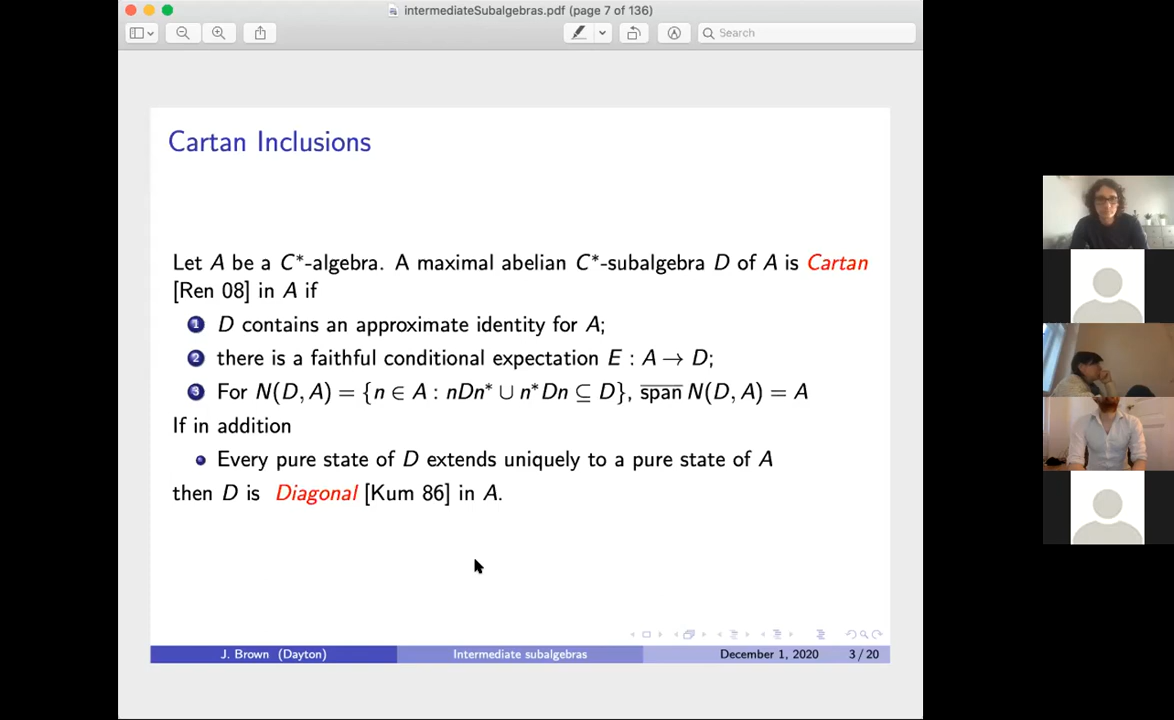 intermediateSubalgebras.pdf (page 7 of 136)
Search
Cartan Inclusions
Let A be a C*-algebra. A maximal abelian C*-subalgebra D of A is Cartan
[Ren 08] in A if
1 D contains an approximate identity for A;
2 there is a faithful conditional expectation E : A → D;
3 For N(D, A) = {n ∈ A : nDn* ∪ n*Dn ⊆ D}, s̅p̅a̅n̅ N(D, A) = A
If in addition
• Every pure state of D extends uniquely to a pure state of A
then D is Diagonal [Kum 86] in A.
J. Brown (Dayton) Intermediate subalgebras December 1, 2020 3 / 20